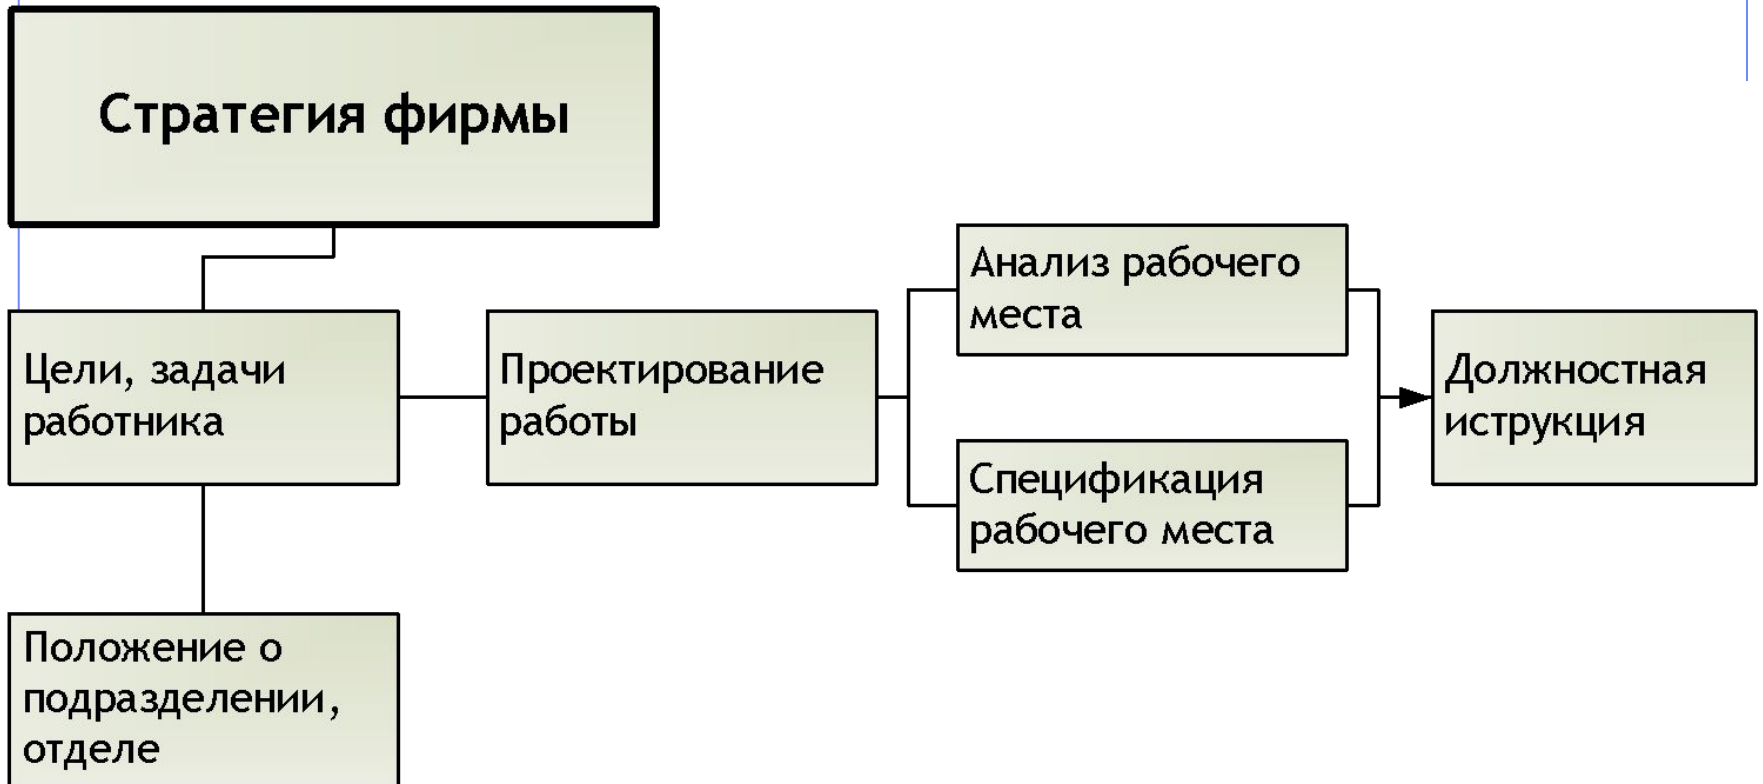 Стратегия фирмы
Цели, задачи
работника
Проектирование
работы
Анализ рабочего
места
Спецификация
рабочего места
Должностная
иструкция
Положение о
подразделении,
отделе